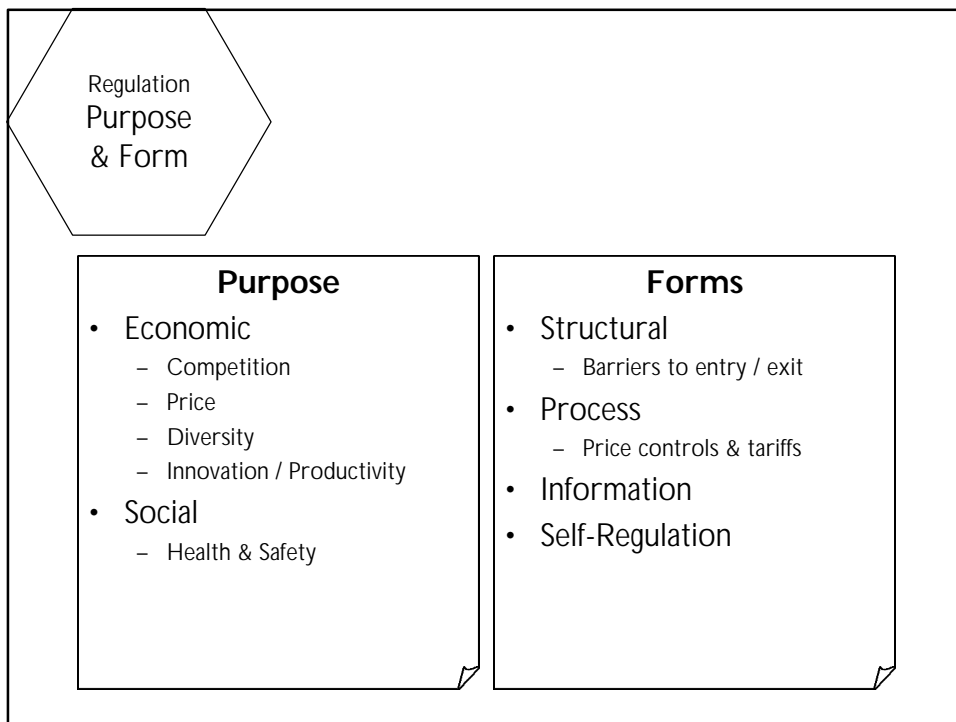 Regulation
Purpose
& Form
Purpose
• Economic
– Competition
– Price
– Diversity
– Innovation / Productivity
• Social
– Health & Safety
Forms
• Structural
– Barriers to entry / exit
• Process
– Price controls & tariffs
• Information
• Self-Regulation